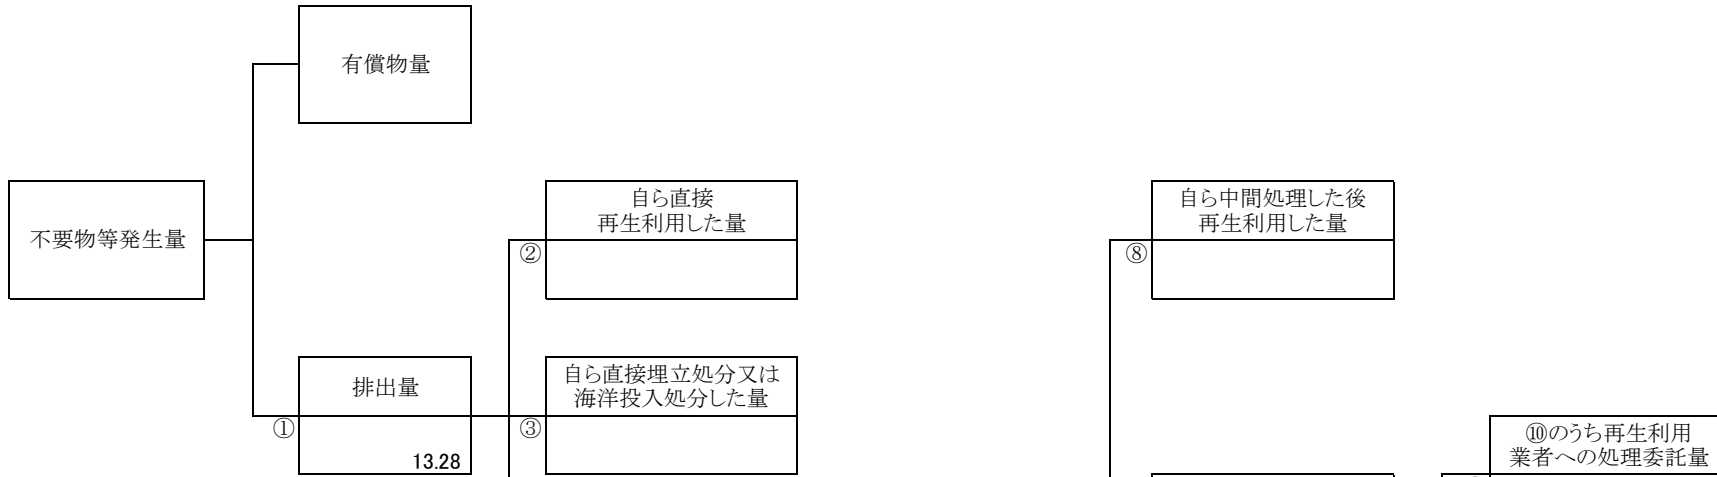 有償物量
不要物等発生量
自ら直接
再生利用した量
②
自ら中間処理した後
再生利用した量
⑧
排出量
①
13.28
自ら直接埋立処分又は
海洋投入処分した量
③
⑩のうち再生利用
業者への処理委託量